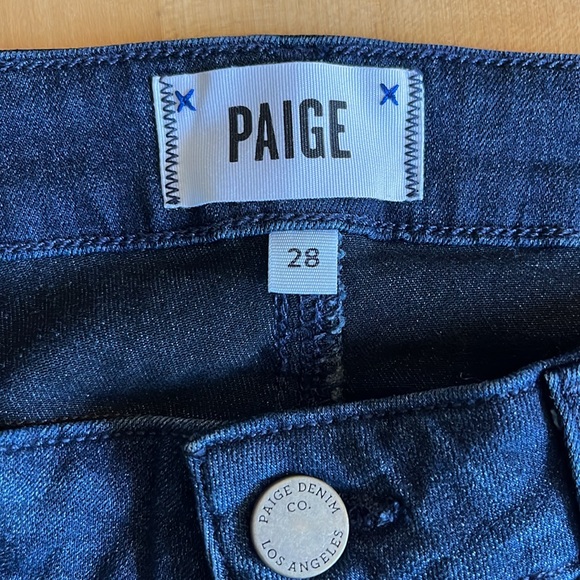 PAIGE
28
PAIGE DENIM
CO.
LOS ANGELES